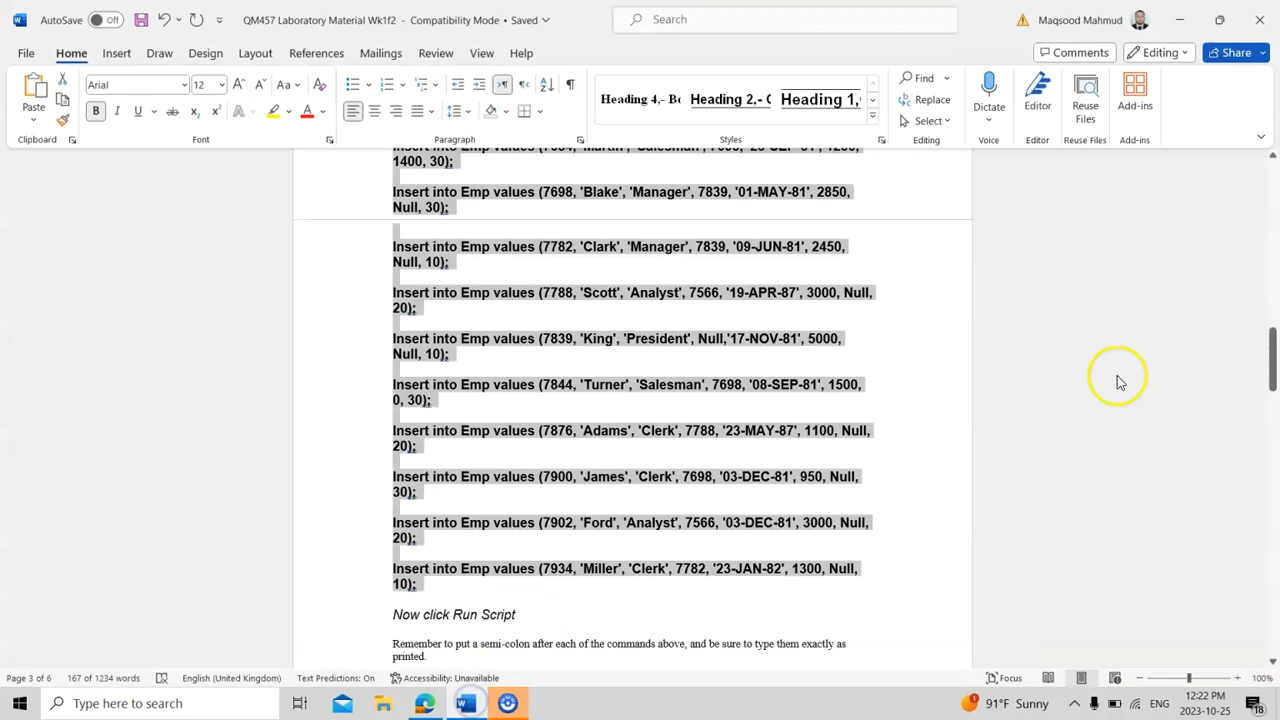 AutoSave Off QM457 Laboratory Material Wk1f2 - Compatibility Mode • Saved Search Maqsood Mahmud
File Home Insert Draw Design Layout References Mailings Review View Help Comments Editing Share
Paste Arial 12 Aa Heading 4,- Bo Heading 2,- C Heading 1, Find Replace Select Dictate Editor Reuse Files Add-ins
Clipboard Font Paragraph Styles Editing Voice Editor Reuse Files Add-ins
1400, 30);
Insert into Emp values (7698, 'Blake', 'Manager', 7839, '01-MAY-81', 2850,
Null, 30);
Insert into Emp values (7782, 'Clark', 'Manager', 7839, '09-JUN-81', 2450,
Null, 10);
Insert into Emp values (7788, 'Scott', 'Analyst', 7566, '19-APR-87', 3000, Null,
20);
Insert into Emp values (7839, 'King', 'President', Null,'17-NOV-81', 5000,
Null, 10);
Insert into Emp values (7844, 'Turner', 'Salesman', 7698, '08-SEP-81', 1500,
0, 30);
Insert into Emp values (7876, 'Adams', 'Clerk', 7788, '23-MAY-87', 1100, Null,
20);
Insert into Emp values (7900, 'James', 'Clerk', 7698, '03-DEC-81', 950, Null,
30);
Insert into Emp values (7902, 'Ford', 'Analyst', 7566, '03-DEC-81', 3000, Null,
20);
Insert into Emp values (7934, 'Miller', 'Clerk', 7782, '23-JAN-82', 1300, Null,
10);
Now click Run Script
Remember to put a semi-colon after each of the commands above, and be sure to type them exactly as
printed.
Page 3 of 6 167 of 1234 words English (United Kingdom) Text Predictions: On Accessibility: Unavailable Focus 100%
Type here to search 91°F Sunny ENG 12:22 PM 2023-10-25 18